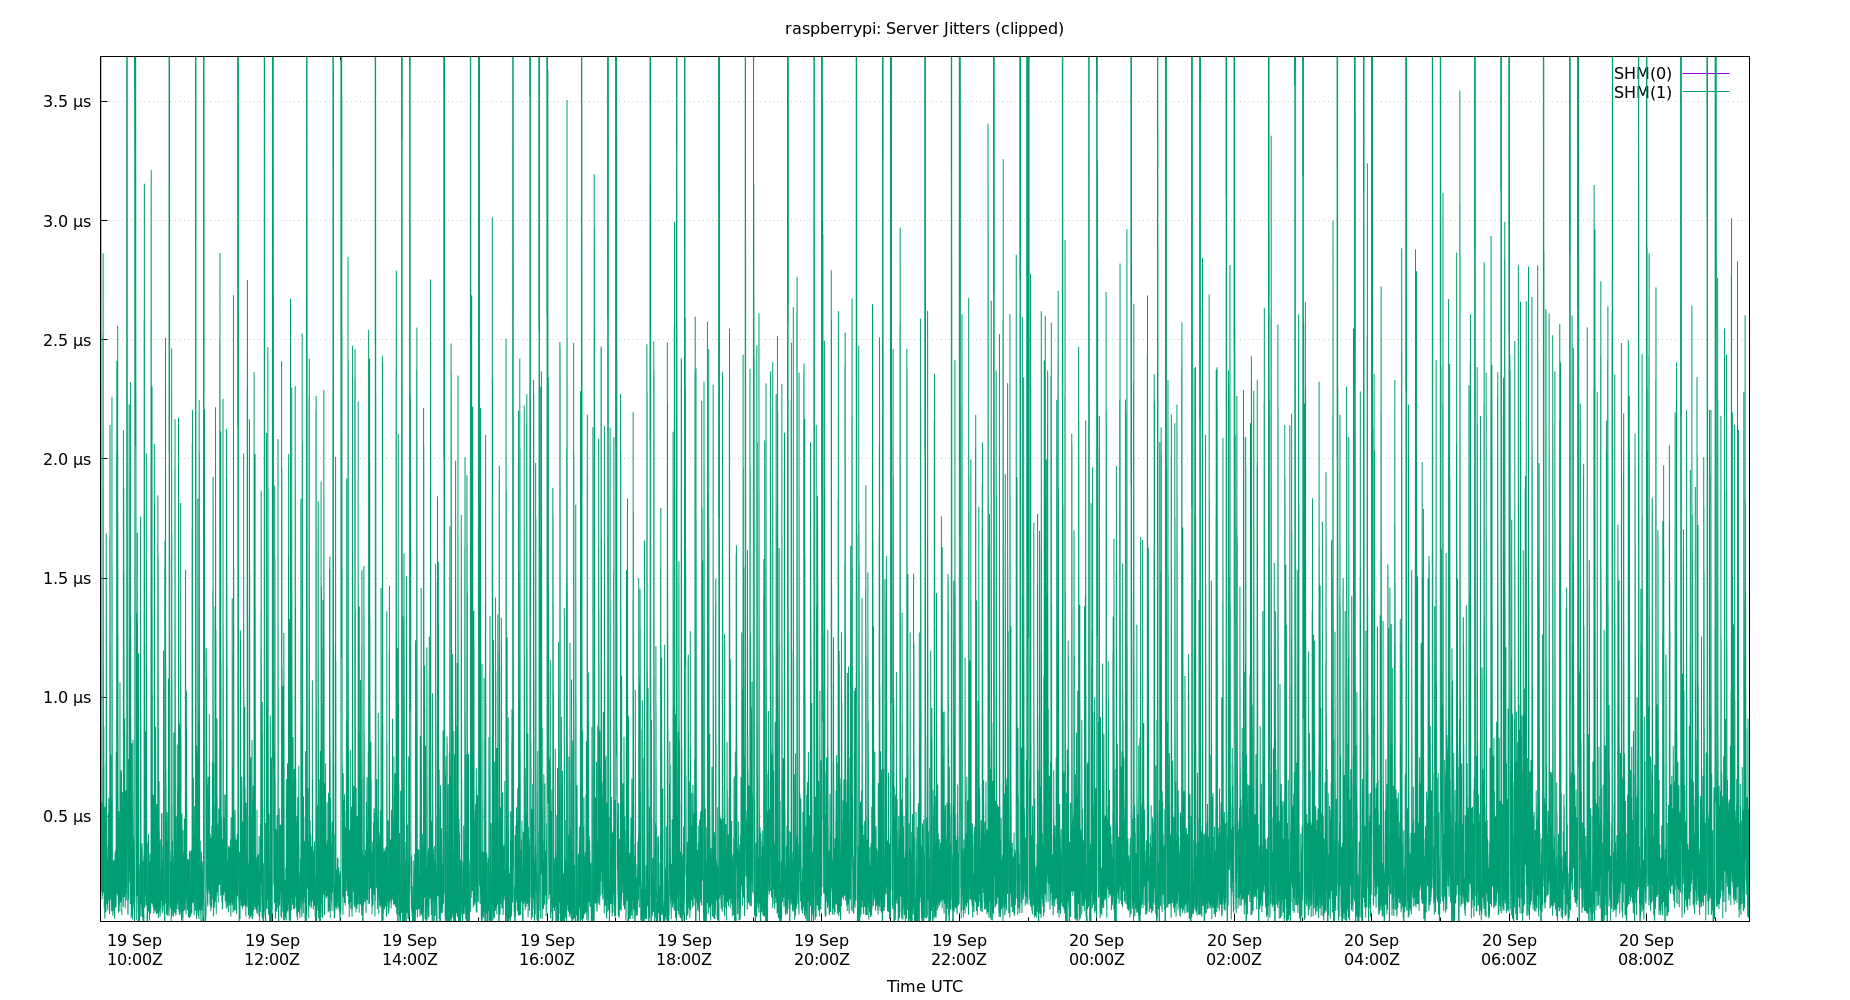 raspberrypi: Server Jitters (clipped)
SHM(0)
SHM(1)
3.5 µs
3.0 µs
2.5 µs
2.0 µs
1.5 µs
1.0 µs
0.5 µs
19 Sep 19 Sep 19 Sep 19 Sep 19 Sep 19 Sep 19 Sep 20 Sep 20 Sep 20 Sep 20 Sep 20 Sep
10:00Z 12:00Z 14:00Z 16:00Z 18:00Z 20:00Z 22:00Z 00:00Z 02:00Z 04:00Z 06:00Z 08:00Z
Time UTC